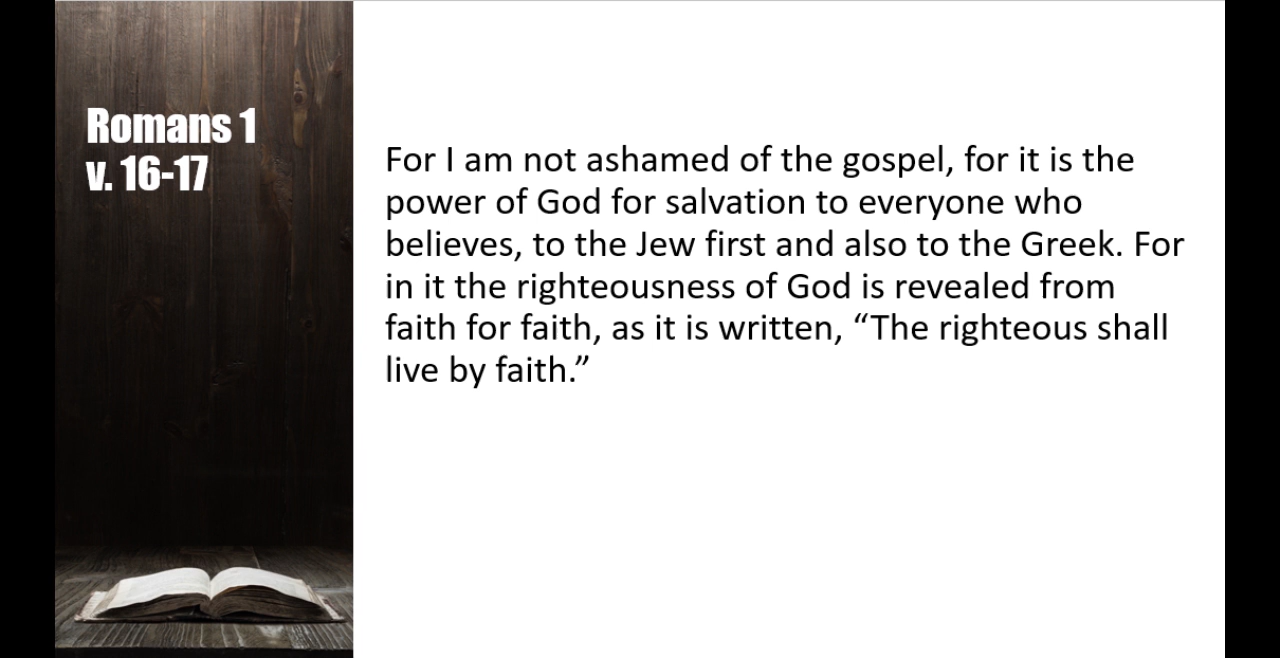 Romans 1
v. 16-17
For I am not ashamed of the gospel, for it is the
power of God for salvation to everyone who
believes, to the Jew first and also to the Greek. For
in it the righteousness of God is revealed from
faith for faith, as it is written, “The righteous shall
live by faith.”